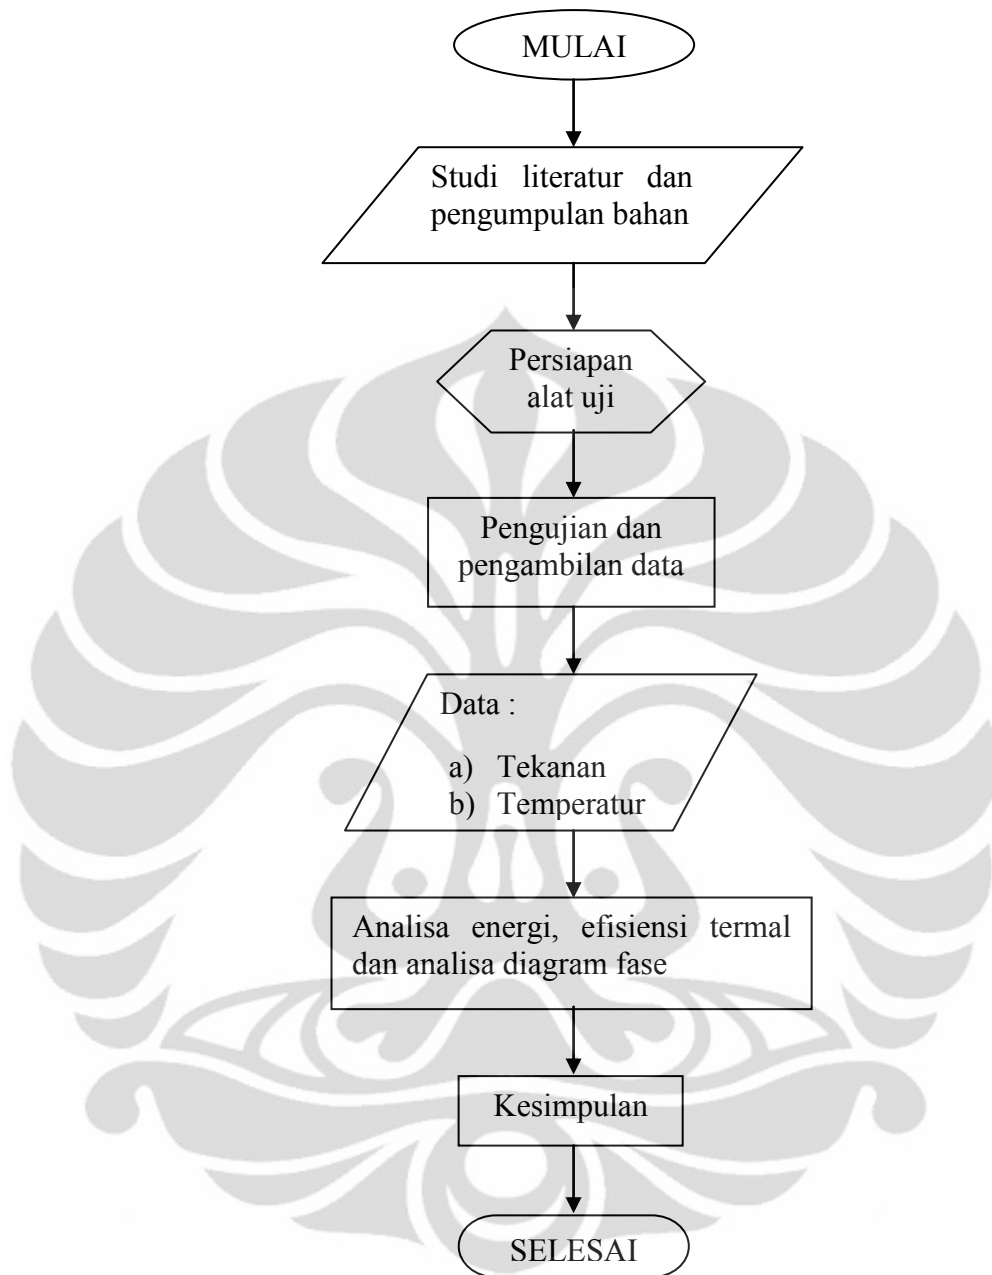 MULAI
Studi literatur dan
pengumpulan bahan
Persiapan
alat uji
Pengujian dan
pengambilan data
Data :
a) Tekanan
b) Temperatur
Analisa energi, efisiensi termal
dan analisa diagram fase
Kesimpulan
SELESAI